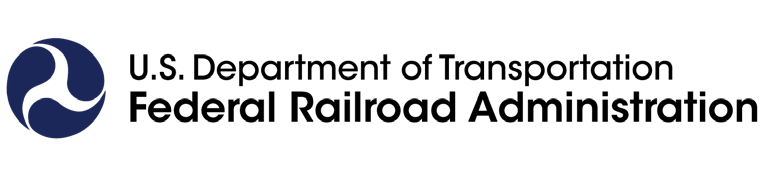 U.S. Department of Transportation
Federal Railroad Administration